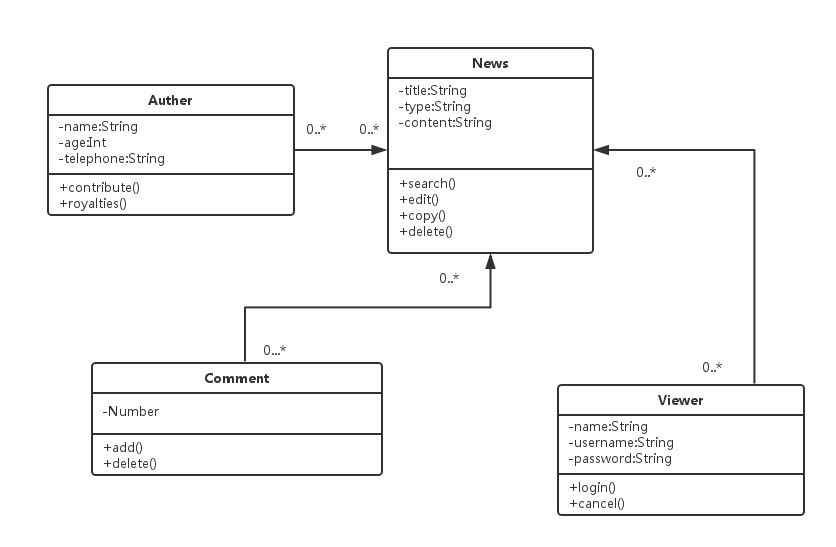 News
-title:String
-type:String
-content:String
+search()
+edit()
+copy()
+delete()
Auther
-name:String
-age:Int
-telephone:String
+contribute()
+royalties()
0..*
0..*
0..*
0..*
0..*
0...*
Comment
-Number
+add()
+delete()
Viewer
-name:String
-username:String
-password:String
+login()
+cancel()